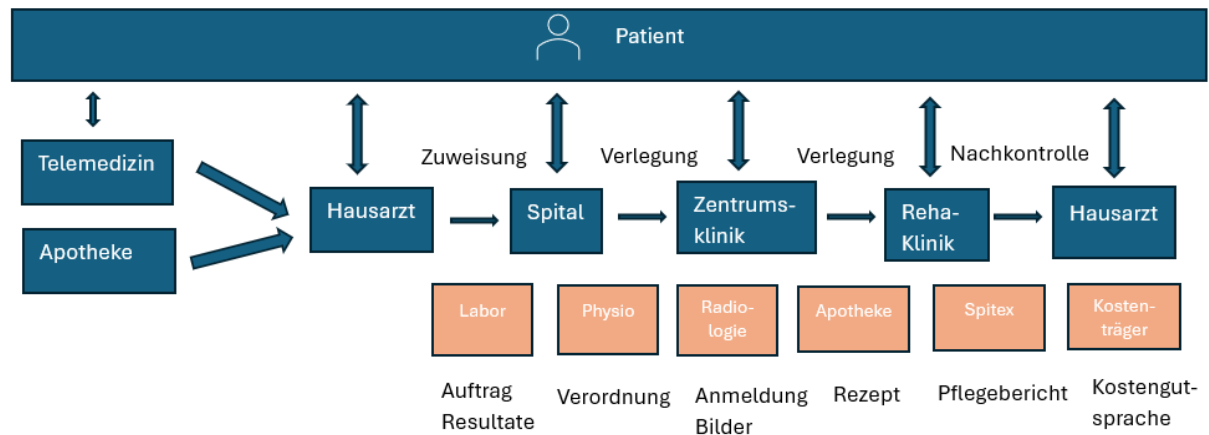 Patient
Telemedizin
Apotheke
Hausarzt
Zuweisung
Spital
Verlegung
Zentrums-
klinik
Verlegung
Reha-
Klinik
Nachkontrolle
Hausarzt
Labor
Physio
Radio-
logie
Apotheke
Spitex
Kosten-
träger
Auftrag
Resultate
Verordnung
Anmeldung
Bilder
Rezept
Pflegebericht
Kostengut-
sprache